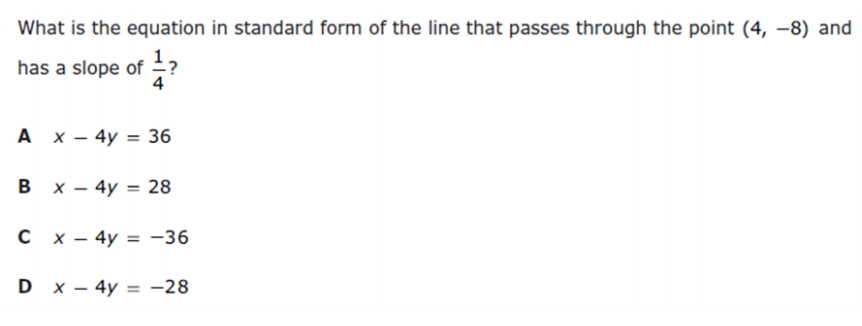 What is the equation in standard form of the line that passes through the point (4, −8) and
has a slope of 1/4?
A x − 4y = 36
B x − 4y = 28
C x − 4y = −36
D x − 4y = −28